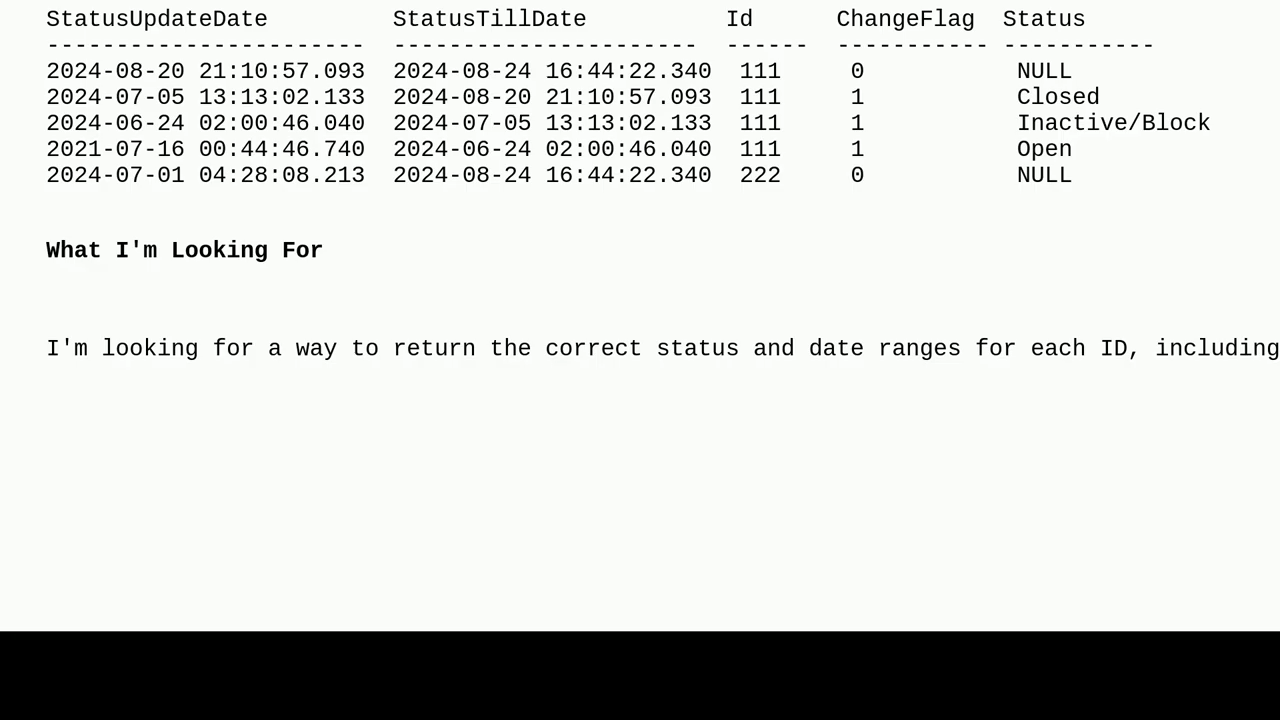 StatusUpdateDate         StatusTillDate          Id      ChangeFlag  Status
-----------------------  ----------------------  ------  ----------- -----------
2024-08-20 21:10:57.093  2024-08-24 16:44:22.340  111     0           NULL
2024-07-05 13:13:02.133  2024-08-20 21:10:57.093  111     1           Closed
2024-06-24 02:00:46.040  2024-07-05 13:13:02.133  111     1           Inactive/Block
2021-07-16 00:44:46.740  2024-06-24 02:00:46.040  111     1           Open
2024-07-01 04:28:08.213  2024-08-24 16:44:22.340  222     0           NULL
What I'm Looking For
I'm looking for a way to return the correct status and date ranges for each ID, including